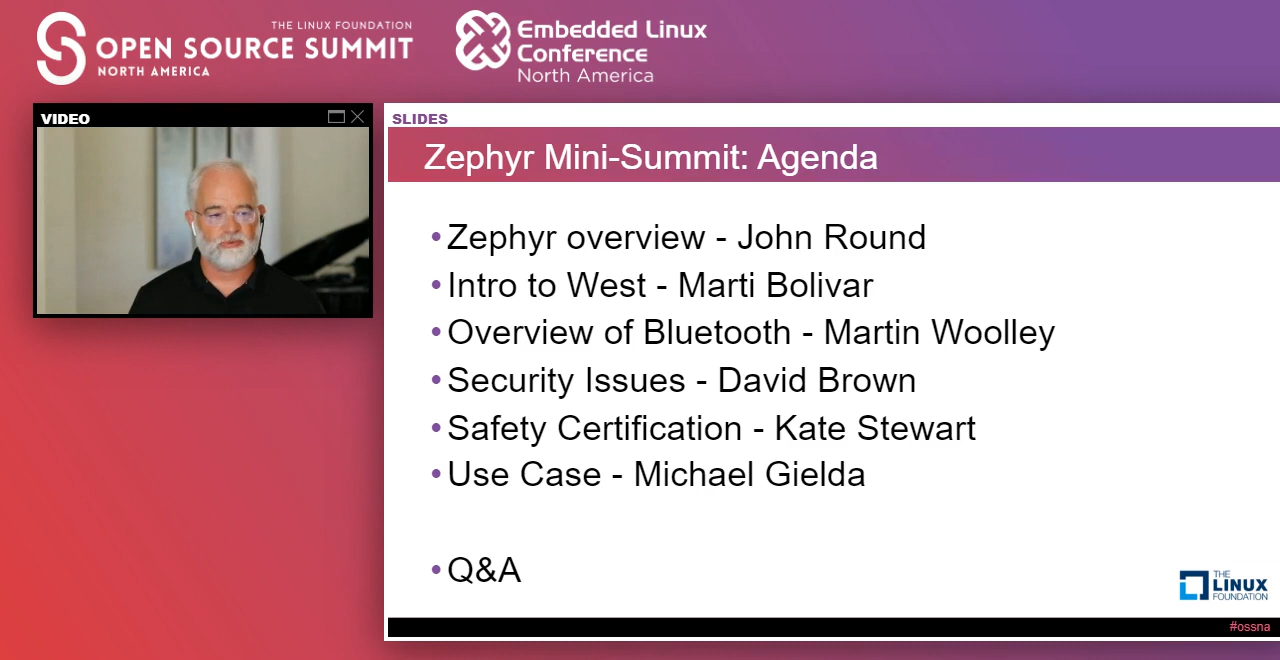 THE LINUX FOUNDATION
OPEN SOURCE SUMMIT
NORTH AMERICA
Embedded Linux
Conference
North America
VIDEO
SLIDES
Zephyr Mini-Summit: Agenda
•Zephyr overview - John Round
•Intro to West - Marti Bolivar
•Overview of Bluetooth - Martin Woolley
•Security Issues - David Brown
•Safety Certification - Kate Stewart
•Use Case - Michael Gielda
•Q&A
THE
LINUX
FOUNDATION
#ossna